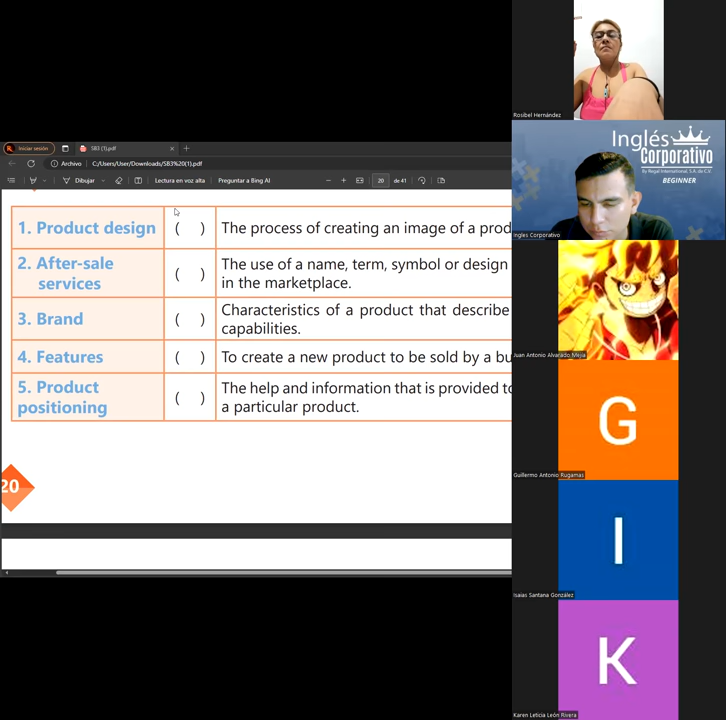 Iniciar sesión
SB3 (1).pdf
Archivo
C:/Users/User/Downloads/SB3%20(1).pdf
Dibujar
Lectura en voz alta
Preguntar a Bing AI
20
de 41
1. Product design
( )
The process of creating an image of a prod
2. After-sale
services
( )
The use of a name, term, symbol or design
in the marketplace.
3. Brand
( )
Characteristics of a product that describe
capabilities.
4. Features
( )
To create a new product to be sold by a bu
5. Product
positioning
( )
The help and information that is provided to
a particular product.
20
Rosibel Hernández
Inglés
Corporativo
By Regal International, S.A. de C.V.
BEGINNER
Ingles Corporativo
Juan Antonio Alvarado Mejia
G
Guillermo Antonio Rugamas
I
Isaias Santana González
K
Karen Leticia León Rivera